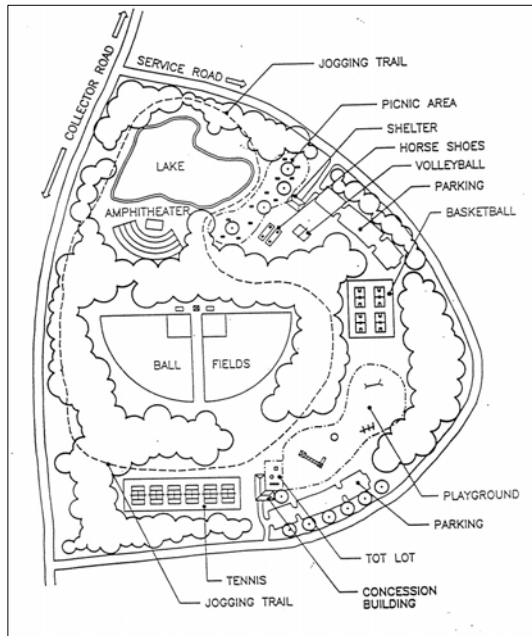 COLLECTOR ROAD
SERVICE ROAD
JOGGING TRAIL
PICNIC AREA
SHELTER
HORSE SHOES
VOLLEYBALL
PARKING
BASKETBALL
LAKE
AMPHITHEATER
BALL FIELDS
PLAYGROUND
PARKING
TOT LOT
TENNIS
CONCESSION
BUILDING
JOGGING TRAIL